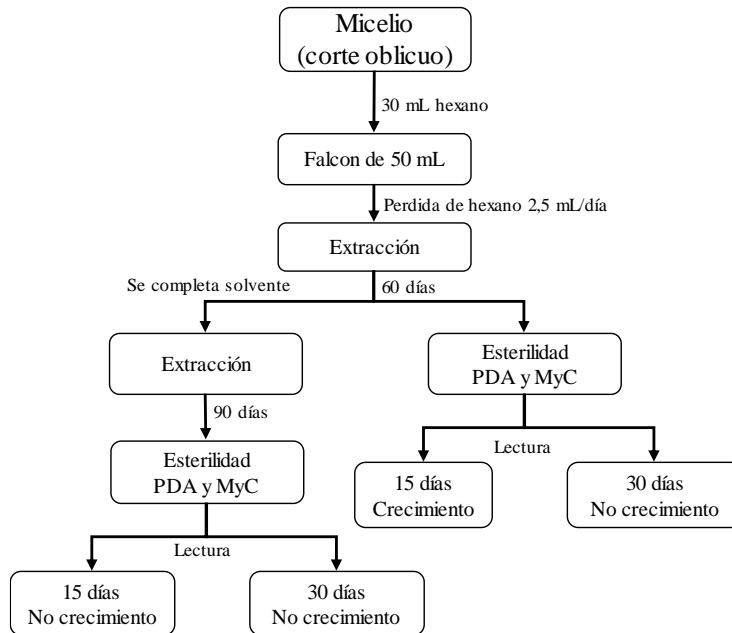 Micelio
(corte oblicuo)
30 mL hexano
Falcon de 50 mL
Perdida de hexano 2,5 mL/día
Extracción
Se completa solvente
60 días
Extracción
Esterilidad
PDA y MyC
90 días
Esterilidad
PDA y MyC
Lectura
15 días
Crecimiento
30 días
No crecimiento
Lectura
15 días
No crecimiento
30 días
No crecimiento